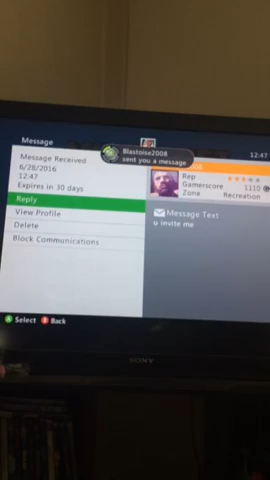 Message
Blastoise2008
sent you a message
12:47
Message Received
6/28/2016
12:47
Expires in 30 days
Reply
View Profile
Delete
Block Communications
Rep
Gamerscore 1110 G
Zone Recreation
Message Text
u invite me
A Select B Back
SONY